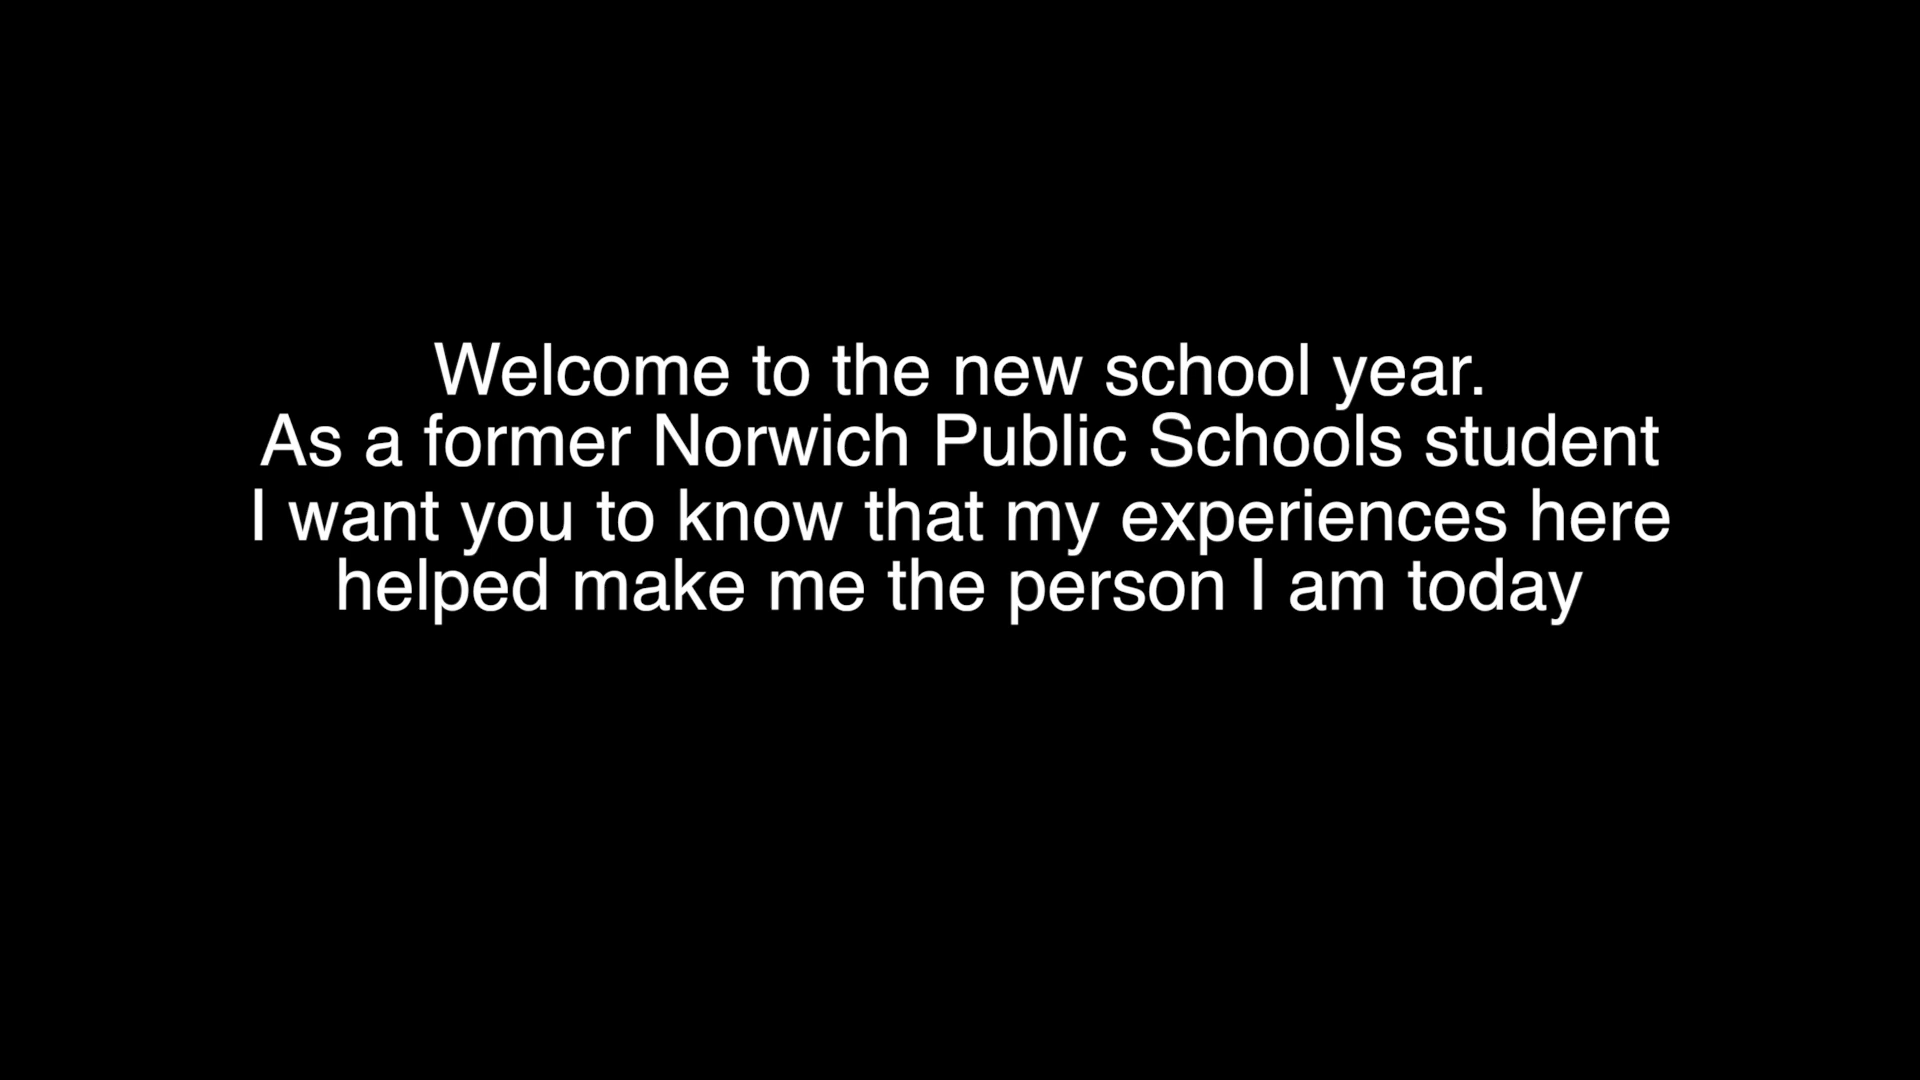 Welcome to the new school year.
As a former Norwich Public Schools student
I want you to know that my experiences here
helped make me the person I am today